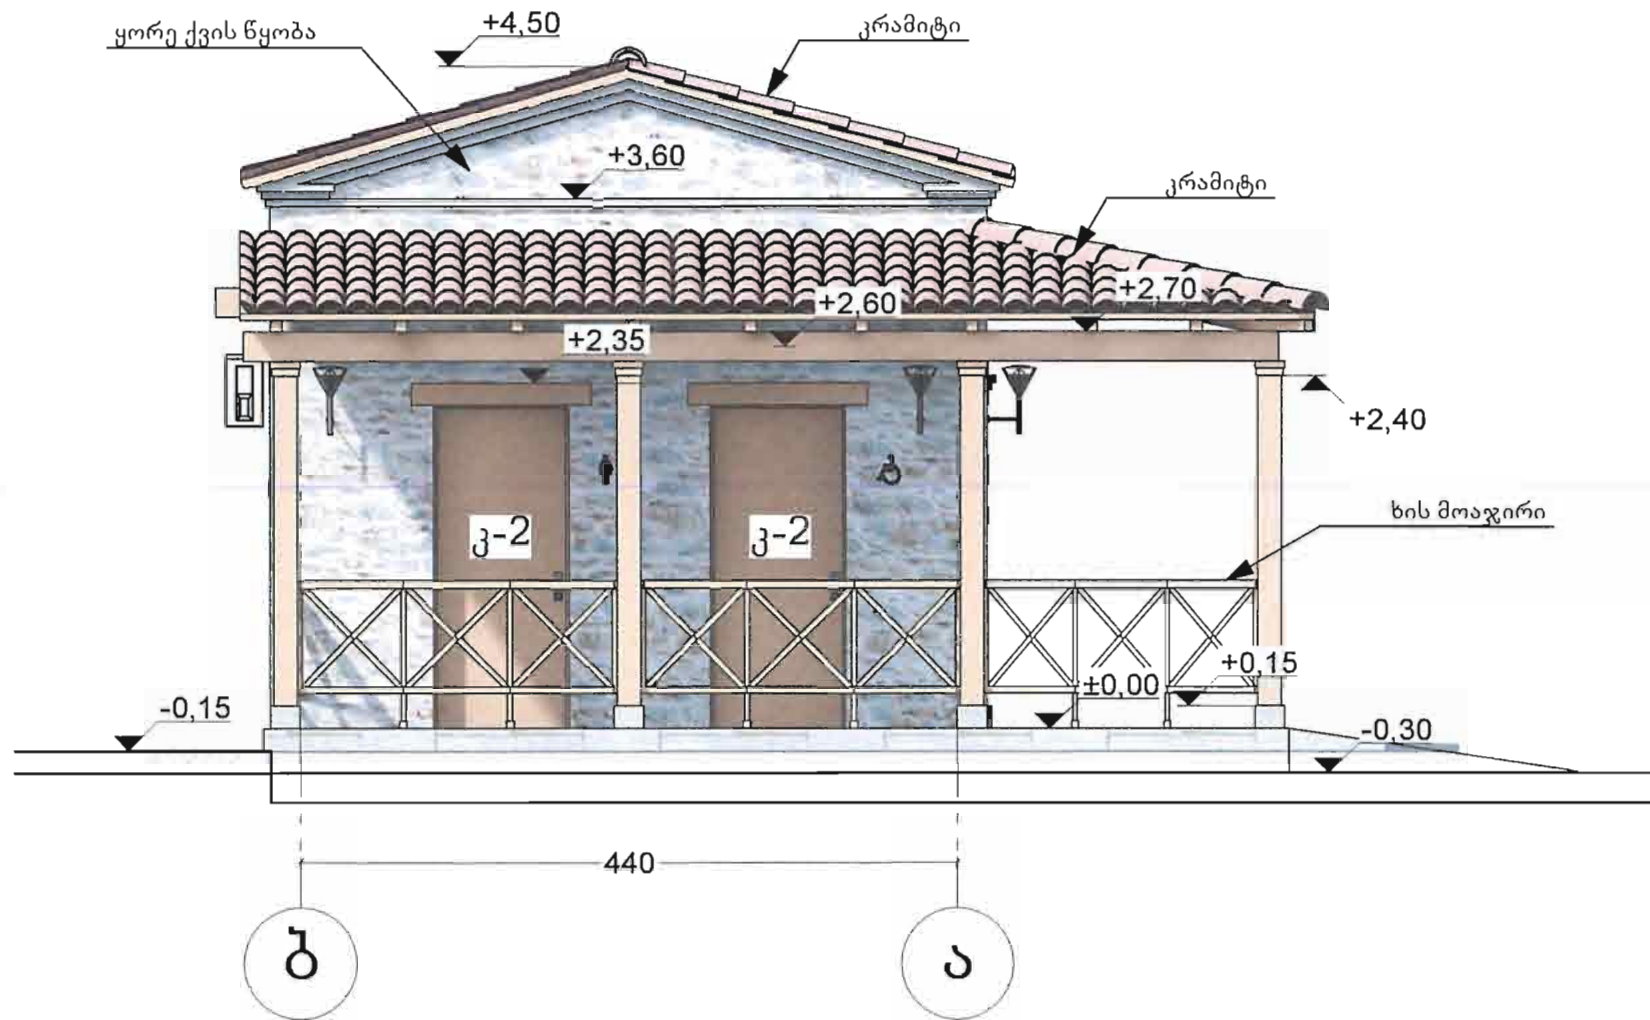 +4,50
ყორე ქვის წყობა
კრამიტი
+3,60
კრამიტი
+2,70
+2,60
+2,35
+2,40
ხის მოაჯირი
კ-2
კ-2
+0,15
±0,00
-0,15
-0,30
440
ბ
ა